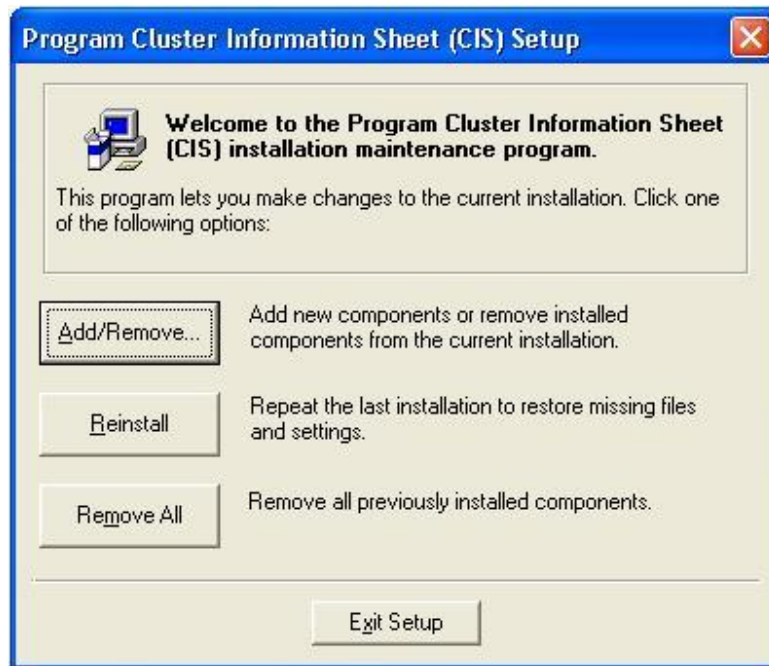 Program Cluster Information Sheet (CIS) Setup
Welcome to the Program Cluster Information Sheet
(CIS) installation maintenance program.
This program lets you make changes to the current installation. Click one
of the following options:
Add/Remove...
Add new components or remove installed
components from the current installation.
Reinstall
Repeat the last installation to restore missing files
and settings.
Remove All
Remove all previously installed components.
Exit Setup